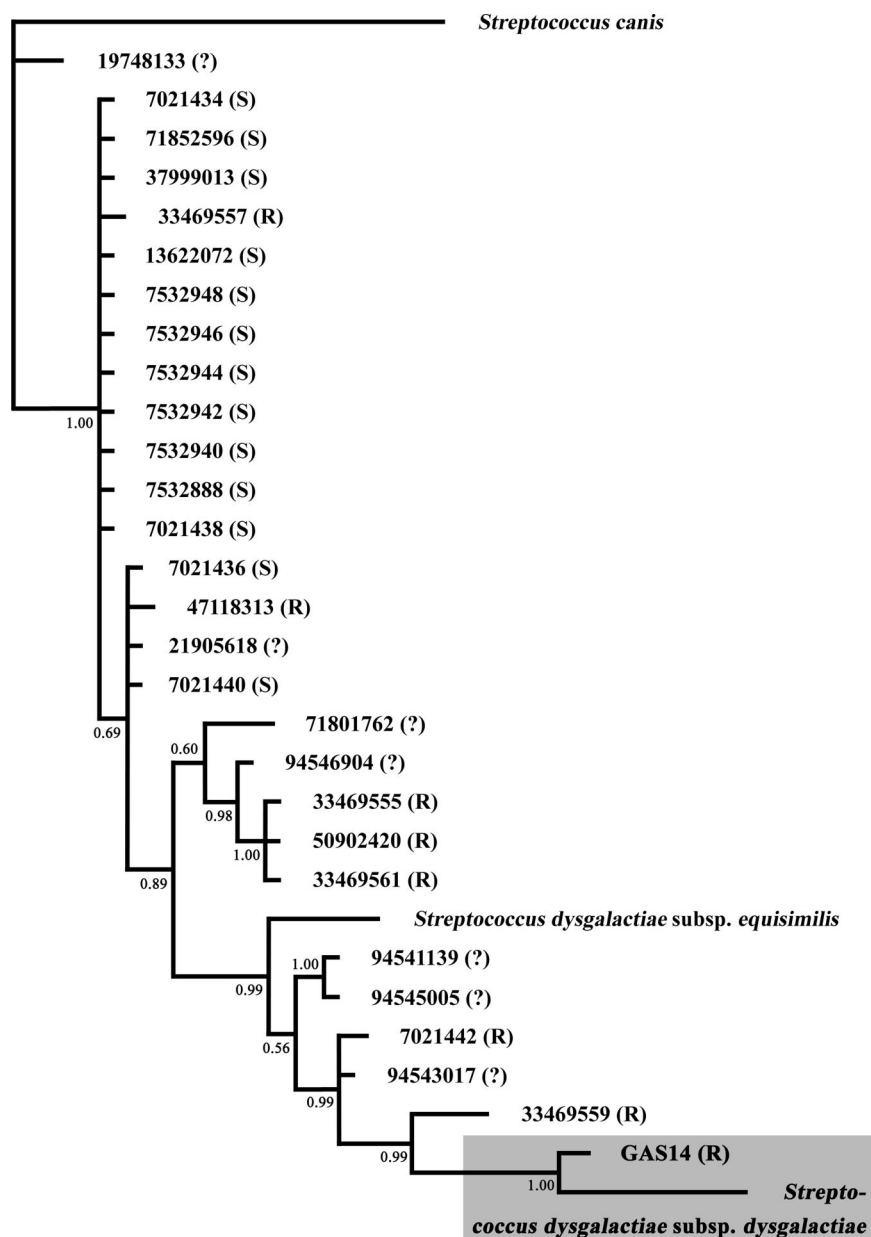 Streptococcus canis
19748133 (?)
7021434 (S)
71852596 (S)
37999013 (S)
33469557 (R)
13622072 (S)
7532948 (S)
7532946 (S)
7532944 (S)
7532942 (S)
1.00
7532940 (S)
7532888 (S)
7021438 (S)
7021436 (S)
47118313 (R)
21905618 (?)
7021440 (S)
71801762 (?)
0.69
0.60
94546904 (?)
33469555 (R)
0.98
50902420 (R)
1.00
33469561 (R)
0.89
Streptococcus dysgalactiae subsp. equisimilis
94541139 (?)
1.00
0.99
94545005 (?)
7021442 (R)
0.56
94543017 (?)
0.99
33469559 (R)
GAS14 (R)
0.99
1.00
Strepto-
coccus dysgalactiae subsp. dysgalactiae